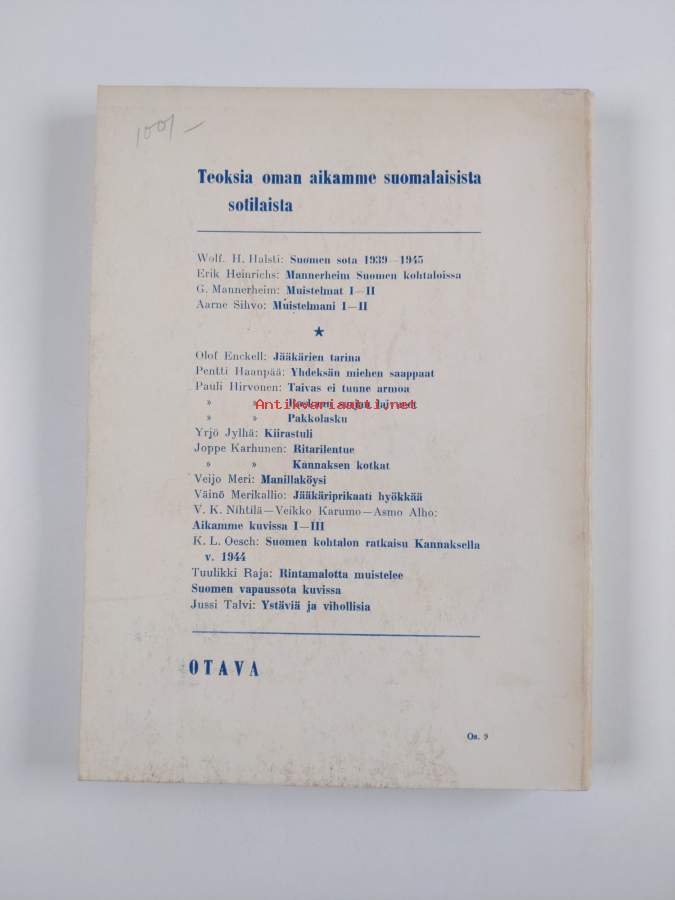 1001 —
Teoksia oman aikamme suomalaisista
sotilaista
Wolf. H. Halsti: Suomen sota 1939—1945
Erik Heinrichs: Mannerheim Suomen kohtaloissa
G. Mannerheim: Muistelmat I—II
Aarne Sihvo: Muistelmani I—II
★
Olof Enckell: Jääkärien tarina
Pentti Haanpää: Yhdeksän miehen saappaat
Pauli Hirvonen: Taivas ei tunne armoa
» »
Antikvariaatti.net
» » Pakkolasku
Yrjö Jylhä: Kiirastuli
Joppe Karhunen: Ritarilentue
» » Kannaksen kotkat
Veijo Meri: Manillaköysi
Väinö Merikallio: Jääkäriprikaati hyökkää
V. K. Nihtilä—Veikko Karumo—Asmo Alho:
Aikamme kuvissa I—III
K. L. Oesch: Suomen kohtalon ratkaisu Kannaksella
v. 1944
Tuulikki Raja: Rintamalotta muistelee
Suomen vapaussota kuvissa
Jussi Talvi: Ystäviä ja vihollisia
OTAVA
Os. 9